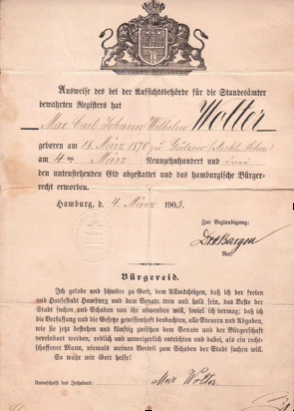 Ausweise des bei der Aufsichtsbehörde für die Standesämter
bewahrten Registers hat
Max Carl Johann Wilhelm Wolter
geboren am 18 März 1878 zu
am 4ten März Neunzehnhundert und drei
den untenstehenden Eid abgestattet und das hamburgische Bürger-
recht erworben.
Hamburg, d. 4 März 1903.
Zur Beglaubigung:
Rat.
Bürgereid.
Ich gelobe und schwöre zu Gott, dem Allmächtigen, daß ich der freien
und Hansestadt Hamburg und dem Senate treu und hold sein, das Beste der
Stadt suchen und Schaden von ihr abwenden will, soviel ich vermag; daß ich
die Verfassung und die Gesetze gewissenhaft beobachten, alle Steuern und Abgaben,
wie sie jetzt bestehen und künftig zwischen dem Senate und der Bürgerschaft
vereinbart werden, redlich und unweigerlich entrichten und dabei, als ein recht-
schaffener Mann, niemals meinen Vorteil zum Schaden der Stadt suchen will.
So wahr mir Gott helfe!
Unterschrift des Inhabers: Max Wolter